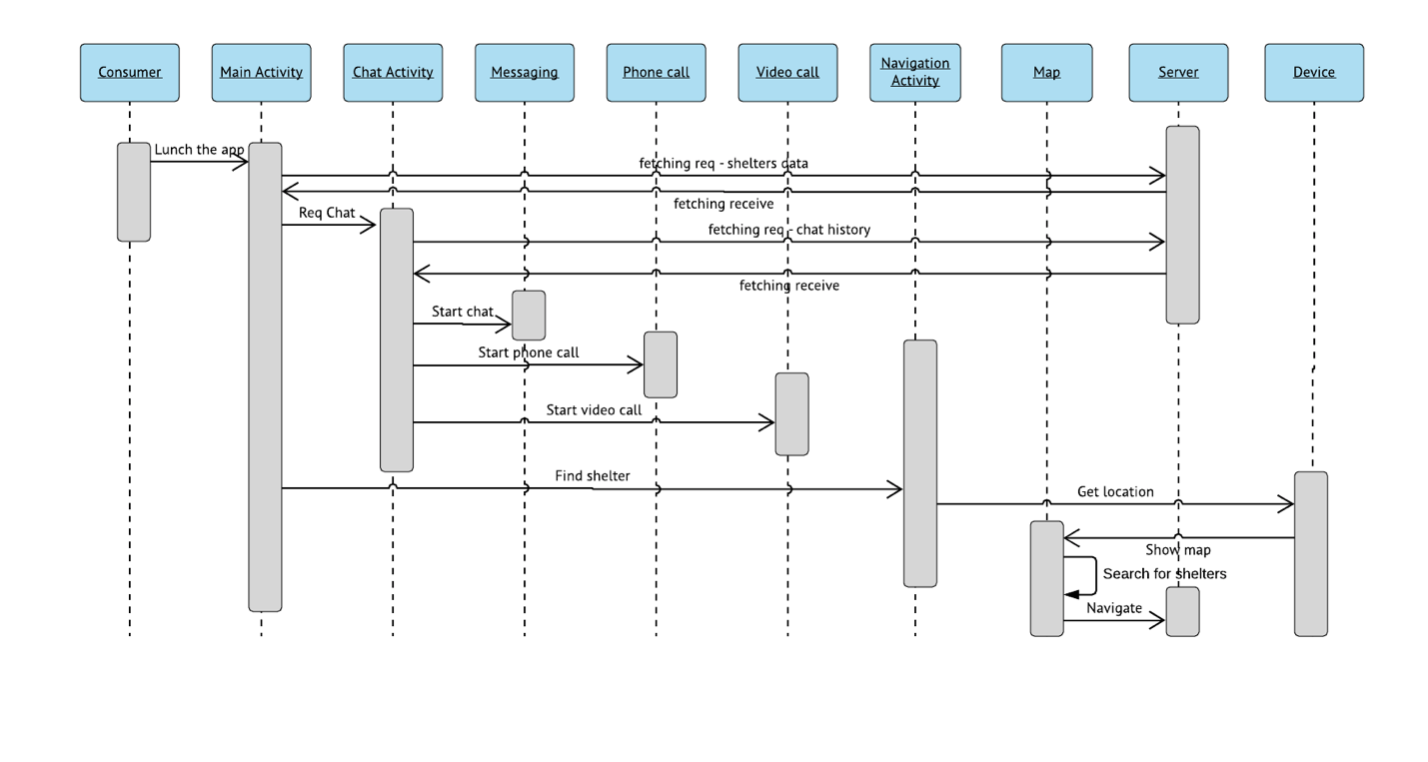 Consumer
Main Activity
Chat Activity
Messaging
Phone call
Video call
Navigation
Activity
Map
Server
Device
Lunch the app
fetching req - shelters data
fetching receive
Req Chat
fetching req - chat history
fetching receive
Start chat
Start phone call
Start video call
Find shelter
Get location
Show map
Search for shelters
Navigate